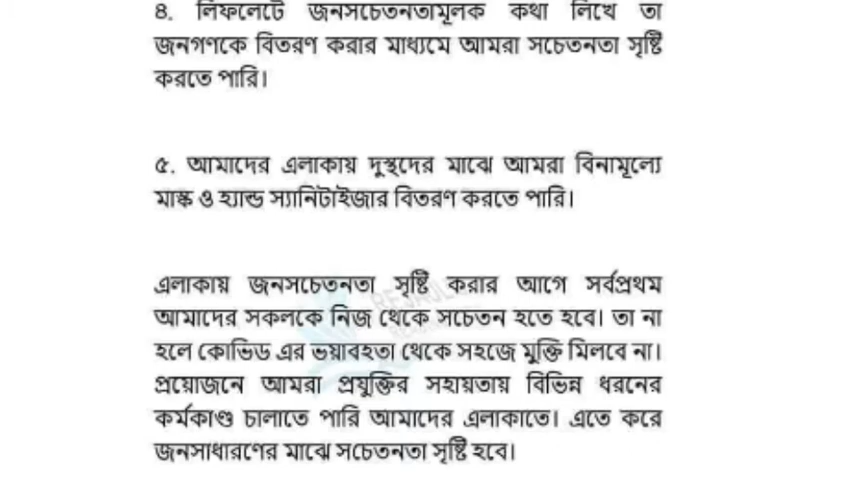 ৪. লিফলেটে জনসচেতনতামূলক কথা লিখে তা
জনগণকে বিতরণ করার মাধ্যমে আমরা সচেতনতা সৃষ্টি
করতে পারি।
৫. আমাদের এলাকায় দুস্থদের মাঝে আমরা বিনামূল্যে
মাস্ক ও হ্যান্ড স্যানিটাইজার বিতরণ করতে পারি।
এলাকায় জনসচেতনতা সৃষ্টি করার আগে সর্বপ্রথম
আমাদের সকলকে নিজ থেকে সচেতন হতে হবে। তা না
হলে কোভিড এর ভয়াবহতা থেকে সহজে মুক্তি মিলবে না।
প্রয়োজনে আমরা প্রযুক্তির সহায়তায় বিভিন্ন ধরনের
কর্মকাণ্ড চালাতে পারি আমাদের এলাকাতে। এতে করে
জনসাধারণের মাঝে সচেতনতা সৃষ্টি হবে।